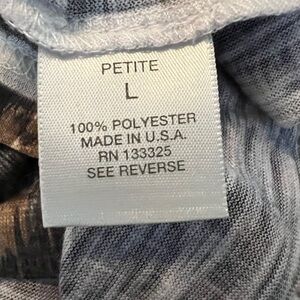 PETITE
L
100% POLYESTER
MADE IN U.S.A.
RN 133325
SEE REVERSE